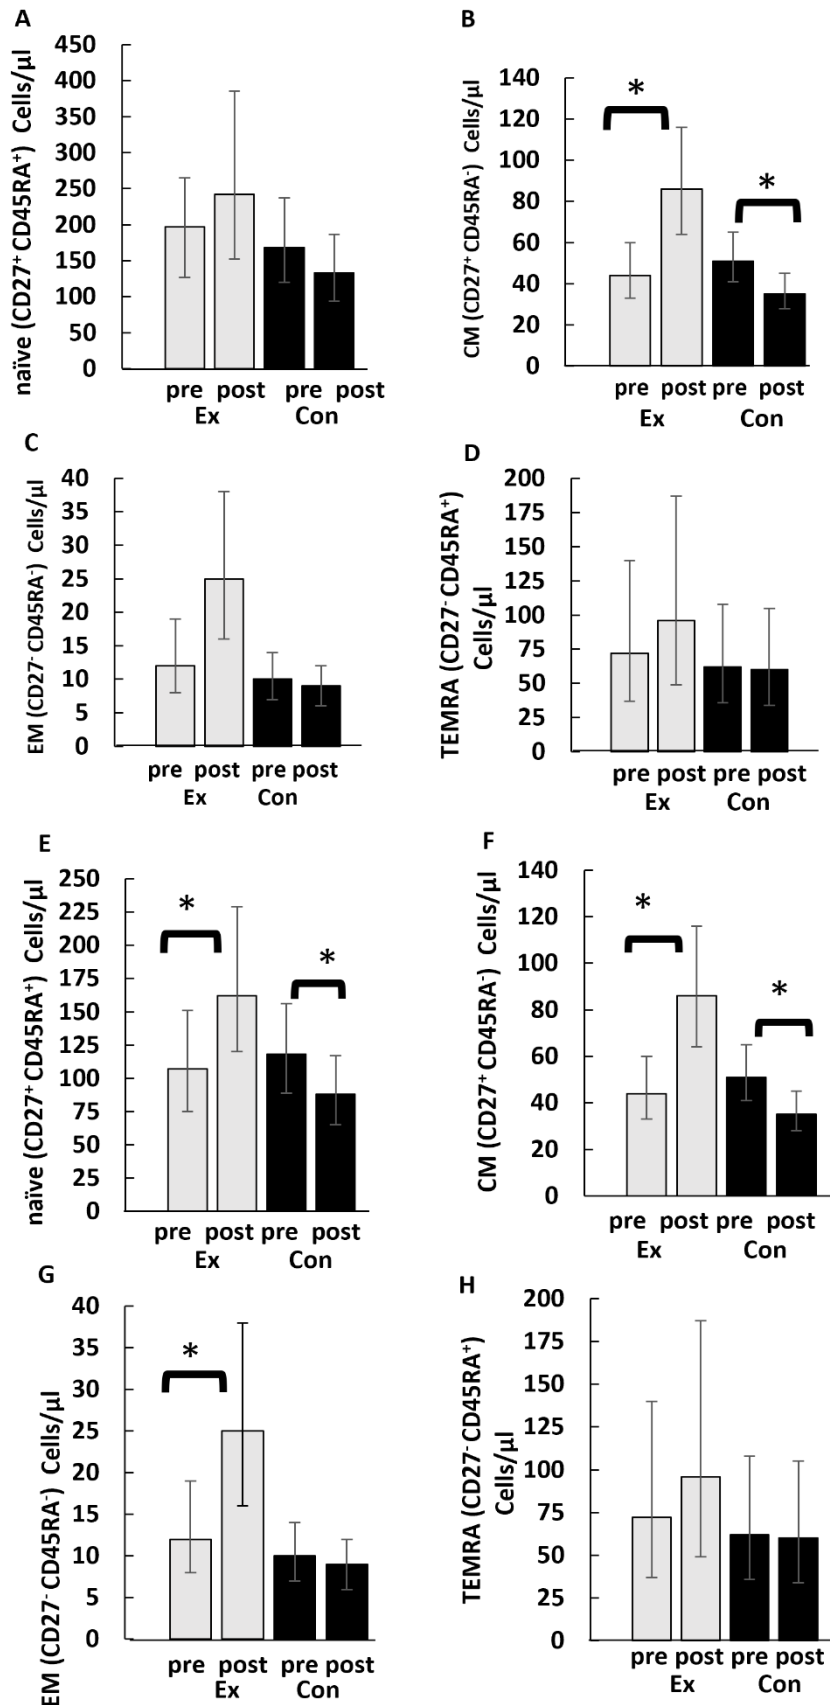 A
naïve (CD27⁺ CD45RA⁺) Cells/µl
450
400
350
300
250
200
150
100
50
0
pre post pre post
Ex Con
B
CM (CD27⁺ CD45RA⁻) Cells/µl
140
120
100
80
60
40
20
0
*
*
pre post pre post
Ex Con
C
EM (CD27⁻ CD45RA⁻) Cells/µl
40
35
30
25
20
15
10
5
0
pre post pre post
Ex Con
D
TEMRA (CD27⁻ CD45RA⁺)
Cells/µl
200
175
150
125
100
75
50
25
0
pre post pre post
Ex Con
E
naïve (CD27⁺ CD45RA⁺) Cells/µl
250
225
200
175
150
125
100
75
50
25
0
*
*
pre post pre post
Ex Con
F
CM (CD27⁺ CD45RA⁻) Cells/µl
140
120
100
80
60
40
20
0
*
*
pre post pre post
Ex Con
G
EM (CD27⁻ CD45RA⁻) Cells/µl
40
35
30
25
20
15
10
5
0
*
pre post pre post
Ex Con
H
TEMRA (CD27⁻ CD45RA⁺)
Cells/µl
200
175
150
125
100
75
50
25
0
pre post pre post
Ex Con